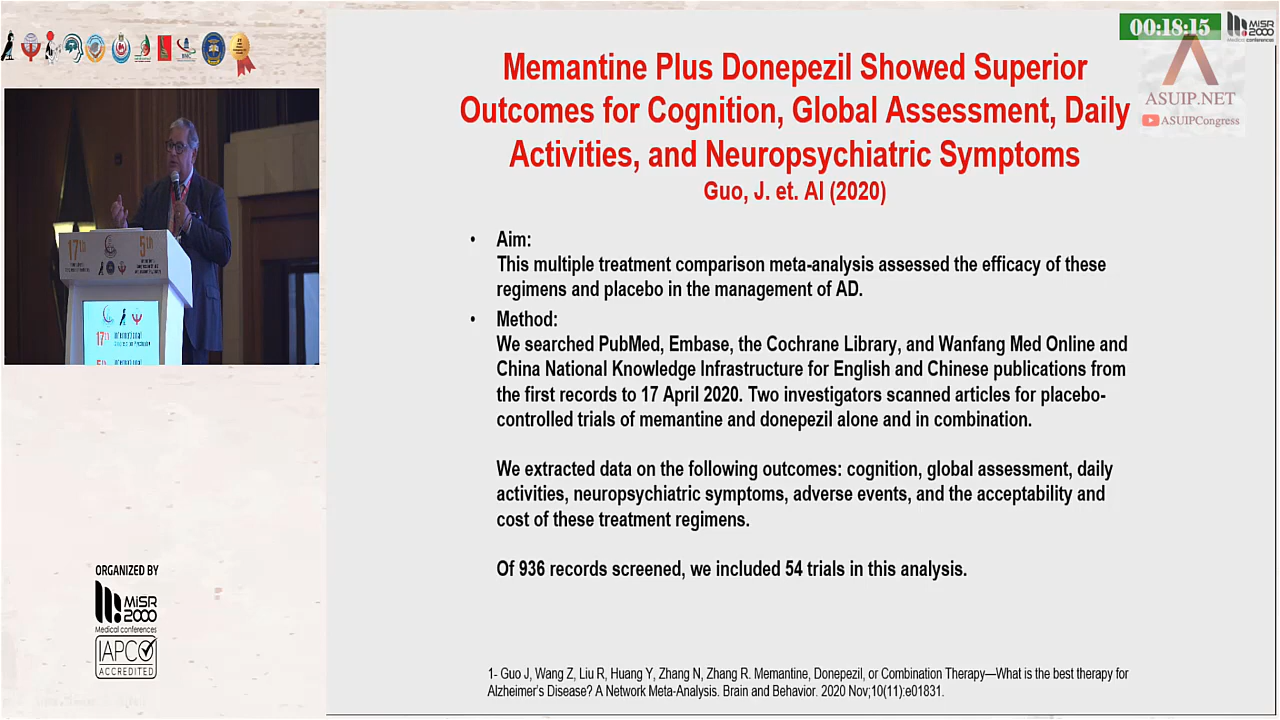 00:18:15
MiSR
2000
Medical conferences
ASUIP.NET
ASUIPCongress
Memantine Plus Donepezil Showed Superior
Outcomes for Cognition, Global Assessment, Daily
Activities, and Neuropsychiatric Symptoms
Guo, J. et. Al (2020)
• Aim:
This multiple treatment comparison meta-analysis assessed the efficacy of these
regimens and placebo in the management of AD.
• Method:
We searched PubMed, Embase, the Cochrane Library, and Wanfang Med Online and
China National Knowledge Infrastructure for English and Chinese publications from
the first records to 17 April 2020. Two investigators scanned articles for placebo-
controlled trials of memantine and donepezil alone and in combination.
We extracted data on the following outcomes: cognition, global assessment, daily
activities, neuropsychiatric symptoms, adverse events, and the acceptability and
cost of these treatment regimens.
Of 936 records screened, we included 54 trials in this analysis.
1- Guo J, Wang Z, Liu R, Huang Y, Zhang N, Zhang R. Memantine, Donepezil, or Combination Therapy—What is the best therapy for
Alzheimer's Disease? A Network Meta-Analysis. Brain and Behavior. 2020 Nov;10(11):e01831.
17th
5th
17th
ORGANIZED BY
MiSR
2000
Medical conferences
IAPCO
ACCREDITED